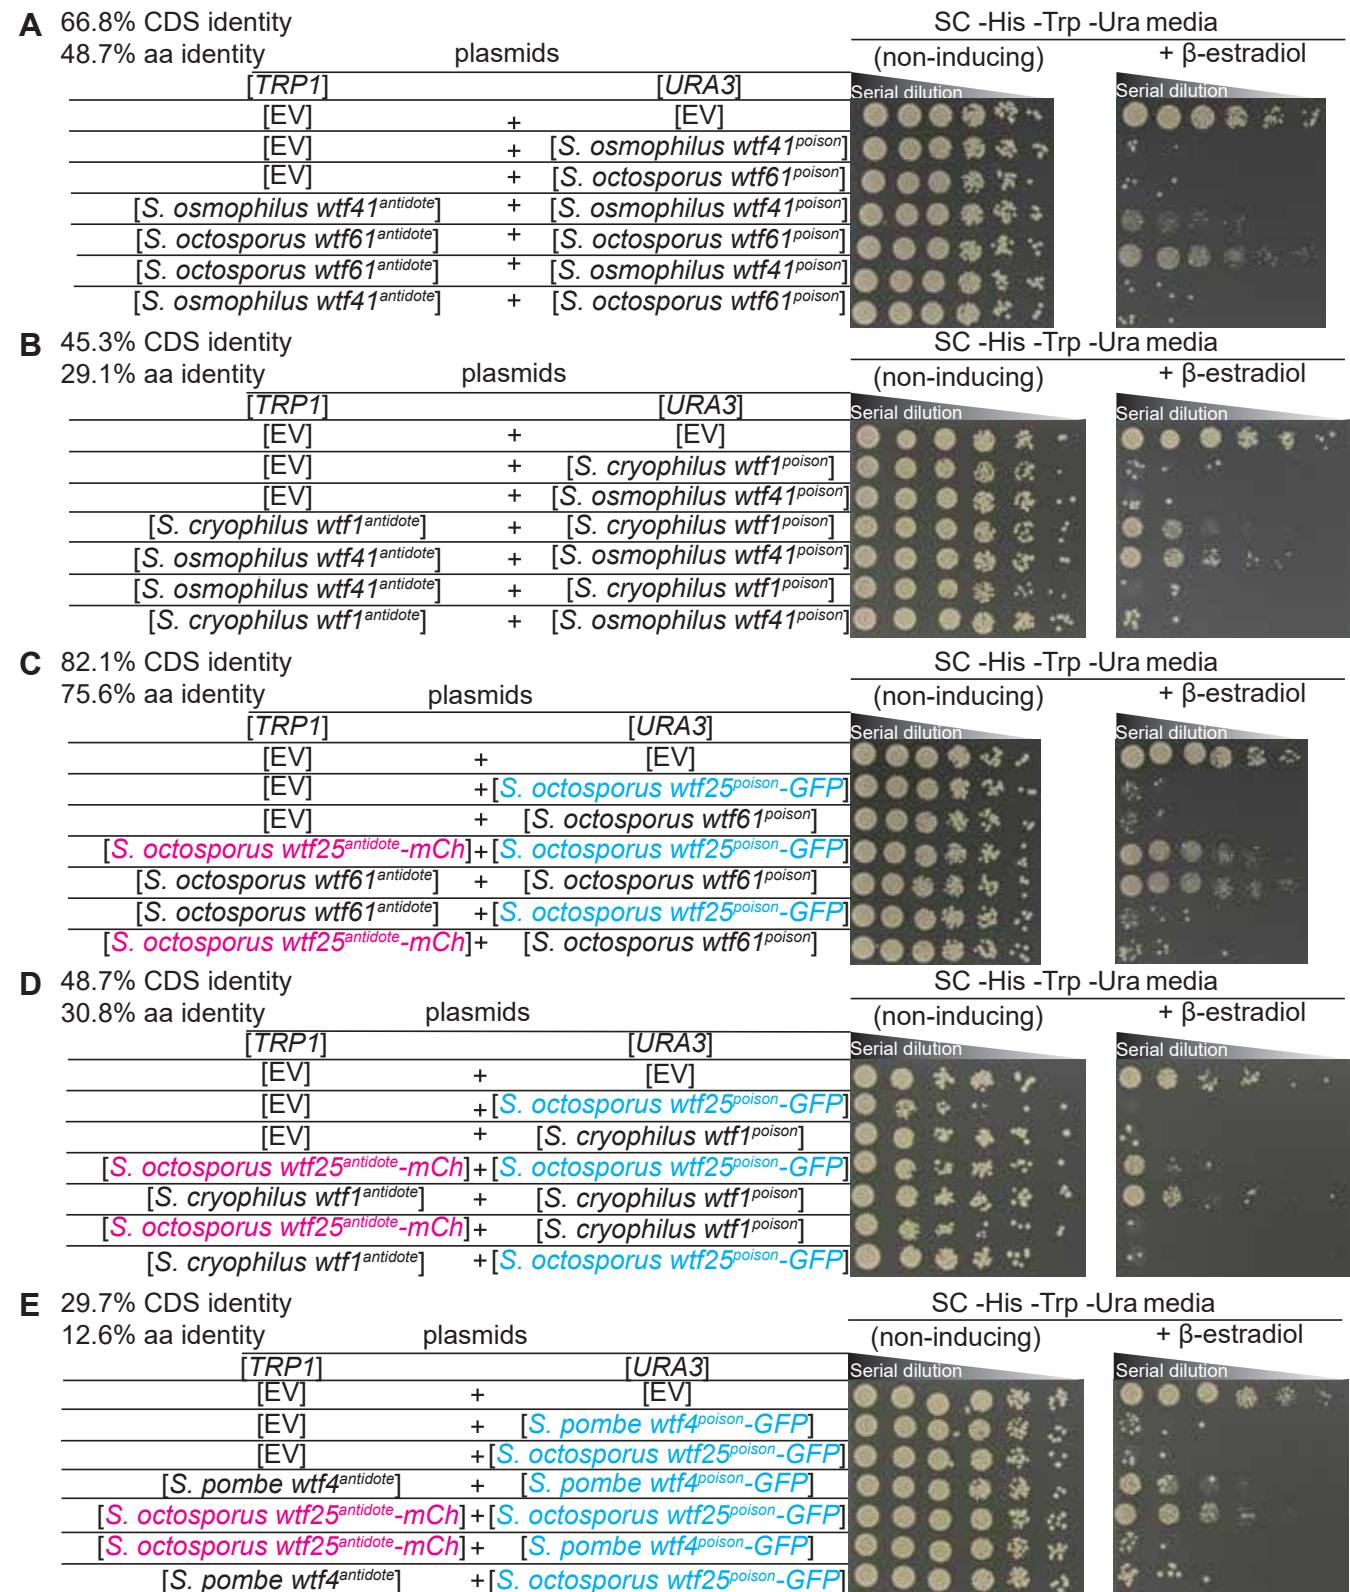 A 66.8% CDS identity
48.7% aa identity
plasmids
SC -His -Trp -Ura media
(non-inducing) + β-estradiol
[TRP1] [URA3]
Serial dilution Serial dilution
[EV] + [EV]
[EV] + [S. osmophilus wtf41poison]
[EV] + [S. octosporus wtf61poison]
[S. osmophilus wtf41antidote] + [S. osmophilus wtf41poison]
[S. octosporus wtf61antidote] + [S. octosporus wtf61poison]
[S. octosporus wtf61antidote] + [S. osmophilus wtf41poison]
[S. osmophilus wtf41antidote] + [S. octosporus wtf61poison]
B 45.3% CDS identity
29.1% aa identity
plasmids
SC -His -Trp -Ura media
(non-inducing) + β-estradiol
[TRP1] [URA3]
Serial dilution Serial dilution
[EV] + [EV]
[EV] + [S. cryophilus wtf1poison]
[EV] + [S. osmophilus wtf41poison]
[S. cryophilus wtf1antidote] + [S. cryophilus wtf1poison]
[S. osmophilus wtf41antidote] + [S. osmophilus wtf41poison]
[S. osmophilus wtf41antidote] + [S. cryophilus wtf1poison]
[S. cryophilus wtf1antidote] + [S. osmophilus wtf41poison]
C 82.1% CDS identity
75.6% aa identity
plasmids
SC -His -Trp -Ura media
(non-inducing) + β-estradiol
[TRP1] [URA3]
Serial dilution Serial dilution
[EV] + [EV]
[EV] +[S. octosporus wtf25poison-GFP]
[EV] + [S. octosporus wtf61poison]
[S. octosporus wtf25antidote-mCh]+[S. octosporus wtf25poison-GFP]
[S. octosporus wtf61antidote] + [S. octosporus wtf61poison]
[S. octosporus wtf61antidote] +[S. octosporus wtf25poison-GFP]
[S. octosporus wtf25antidote-mCh]+ [S. octosporus wtf61poison]
D 48.7% CDS identity
30.8% aa identity
plasmids
SC -His -Trp -Ura media
(non-inducing) + β-estradiol
[TRP1] [URA3]
Serial dilution Serial dilution
[EV] + [EV]
[EV] +[S. octosporus wtf25poison-GFP]
[EV] + [S. cryophilus wtf1poison]
[S. octosporus wtf25antidote-mCh]+[S. octosporus wtf25poison-GFP]
[S. cryophilus wtf1antidote] + [S. cryophilus wtf1poison]
[S. octosporus wtf25antidote-mCh]+ [S. cryophilus wtf1poison]
[S. cryophilus wtf1antidote] +[S. octosporus wtf25poison-GFP]
E 29.7% CDS identity
12.6% aa identity
plasmids
SC -His -Trp -Ura media
(non-inducing) + β-estradiol
[TRP1] [URA3]
Serial dilution Serial dilution
[EV] + [EV]
[EV] + [S. pombe wtf4poison-GFP]
[EV] +[S. octosporus wtf25poison-GFP]
[S. pombe wtf4antidote] + [S. pombe wtf4poison-GFP]
[S. octosporus wtf25antidote-mCh]+[S. octosporus wtf25poison-GFP]
[S. octosporus wtf25antidote-mCh]+ [S. pombe wtf4poison-GFP]
[S. pombe wtf4antidote] +[S. octosporus wtf25poison-GFP]